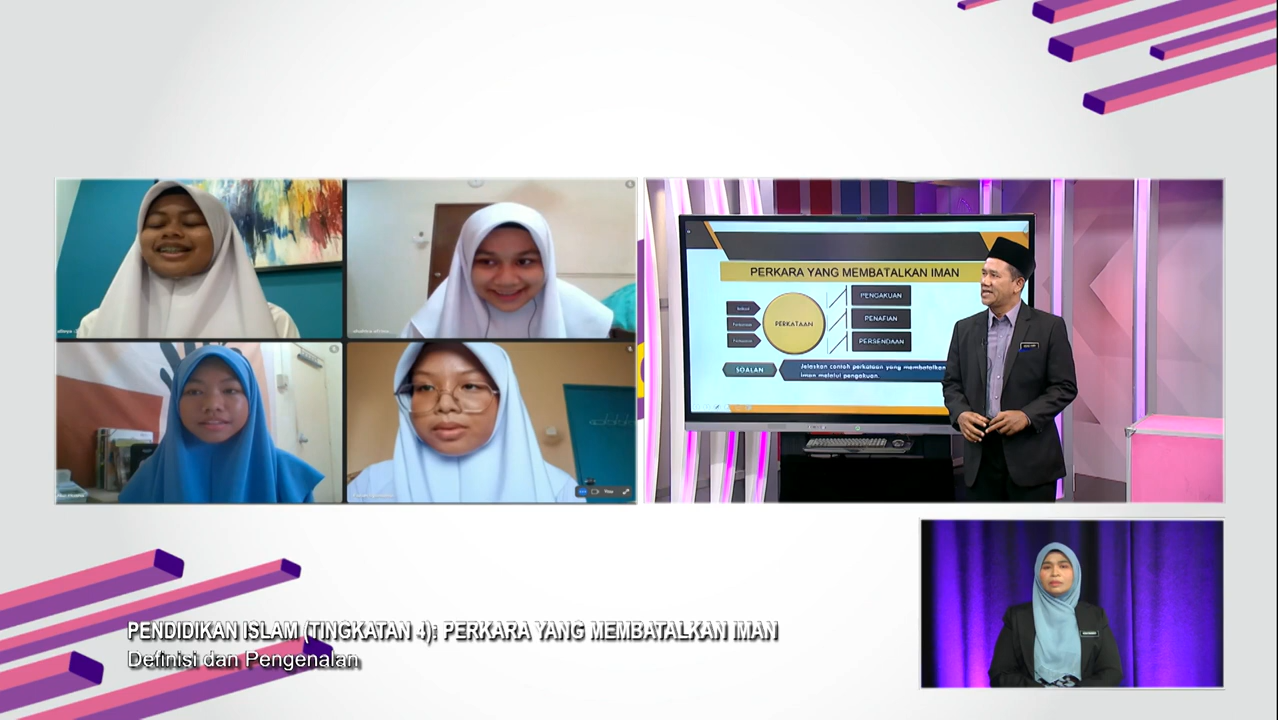 PERKARA YANG MEMBATALKAN IMAN
PERKATAAN
PENGAKUAN
PENAFIAN
PERSENDAAN
SOALAN
Jelaskan contoh perkataan yang membatalkan
iman melalui pengakuan.
View
PENDIDIKAN ISLAM (TINGKATAN 4): PERKARA YANG MEMBATALKAN IMAN
Definisi dan Pengenalan